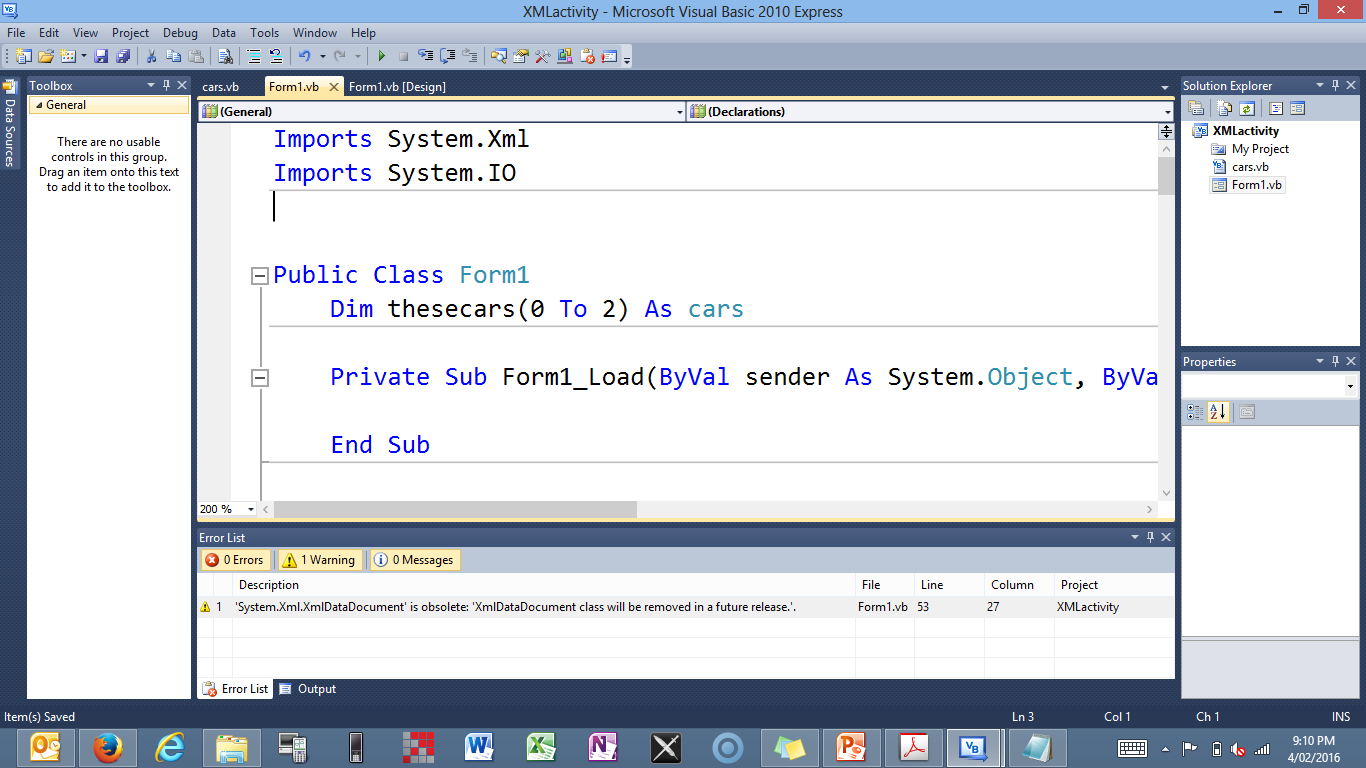 XMLactivity - Microsoft Visual Basic 2010 Express
File Edit View Project Debug Data Tools Window Help
Data Sources
Toolbox
General
There are no usable
controls in this group.
Drag an item onto this text
to add it to the toolbox.
cars.vb Form1.vb Form1.vb [Design]
(General) (Declarations)
Imports System.Xml
Imports System.IO
Public Class Form1
Dim thesecars(0 To 2) As cars
Private Sub Form1_Load(ByVal sender As System.Object, ByVa
End Sub
200 %
Solution Explorer
XMLactivity
My Project
cars.vb
Form1.vb
Properties
Error List
0 Errors 1 Warning 0 Messages
Description File Line Column Project
1 'System.Xml.XmlDataDocument' is obsolete: 'XmlDataDocument class will be removed in a future release.'. Form1.vb 53 27 XMLactivity
Error List Output
Item(s) Saved Ln 3 Col 1 Ch 1 INS
9:10 PM
4/02/2016